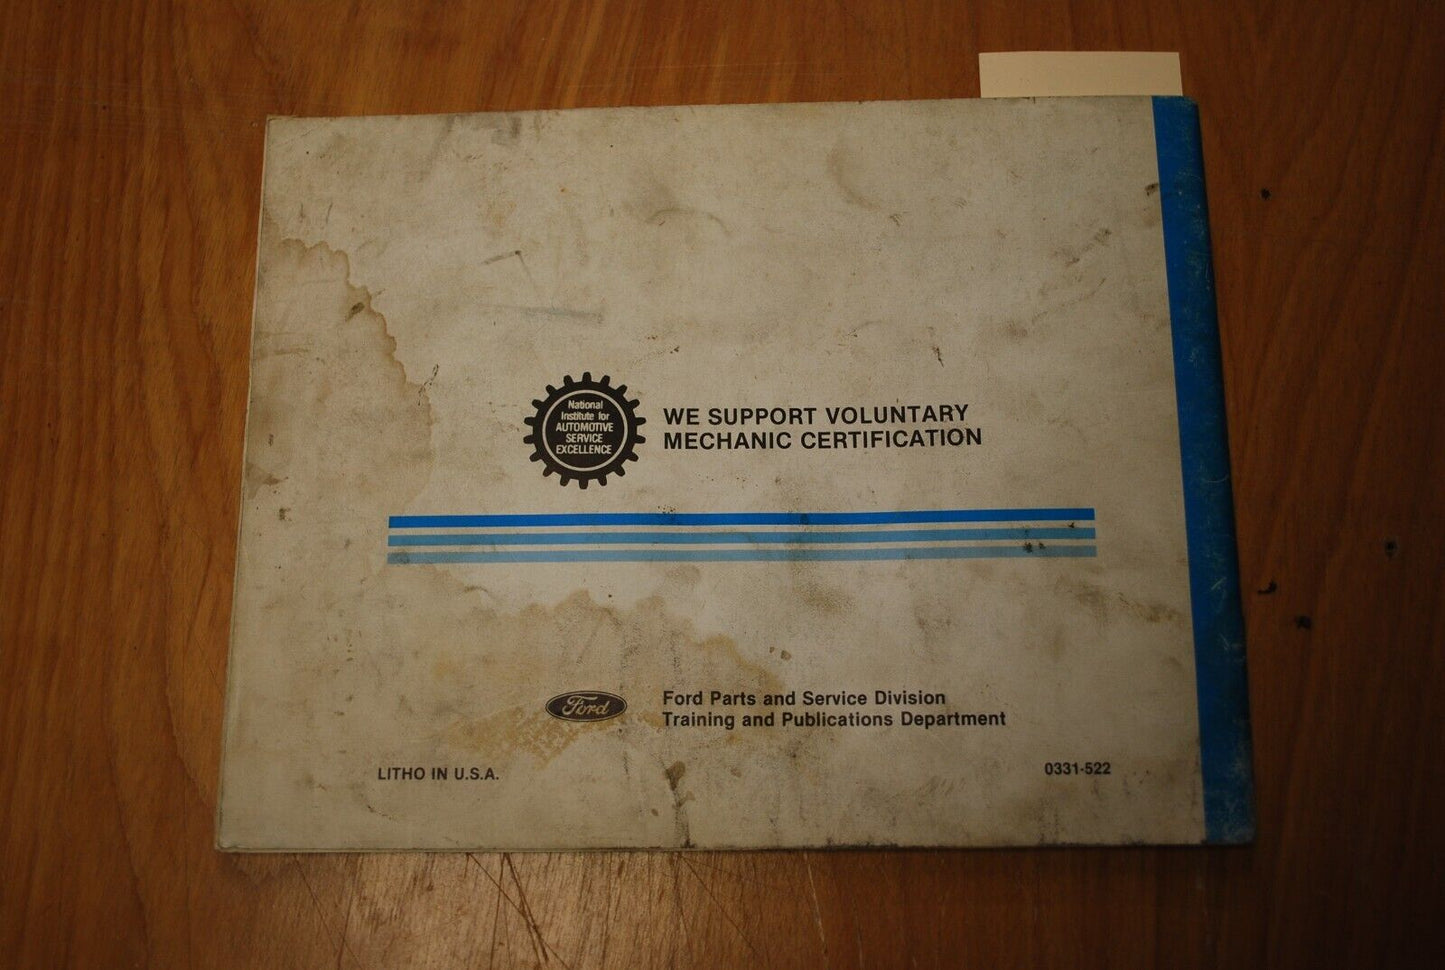 National
Institute for
AUTOMOTIVE
SERVICE
EXCELLENCE
WE SUPPORT VOLUNTARY
MECHANIC CERTIFICATION
Ford
Ford Parts and Service Division
Training and Publications Department
LITHO IN U.S.A.
0331-522